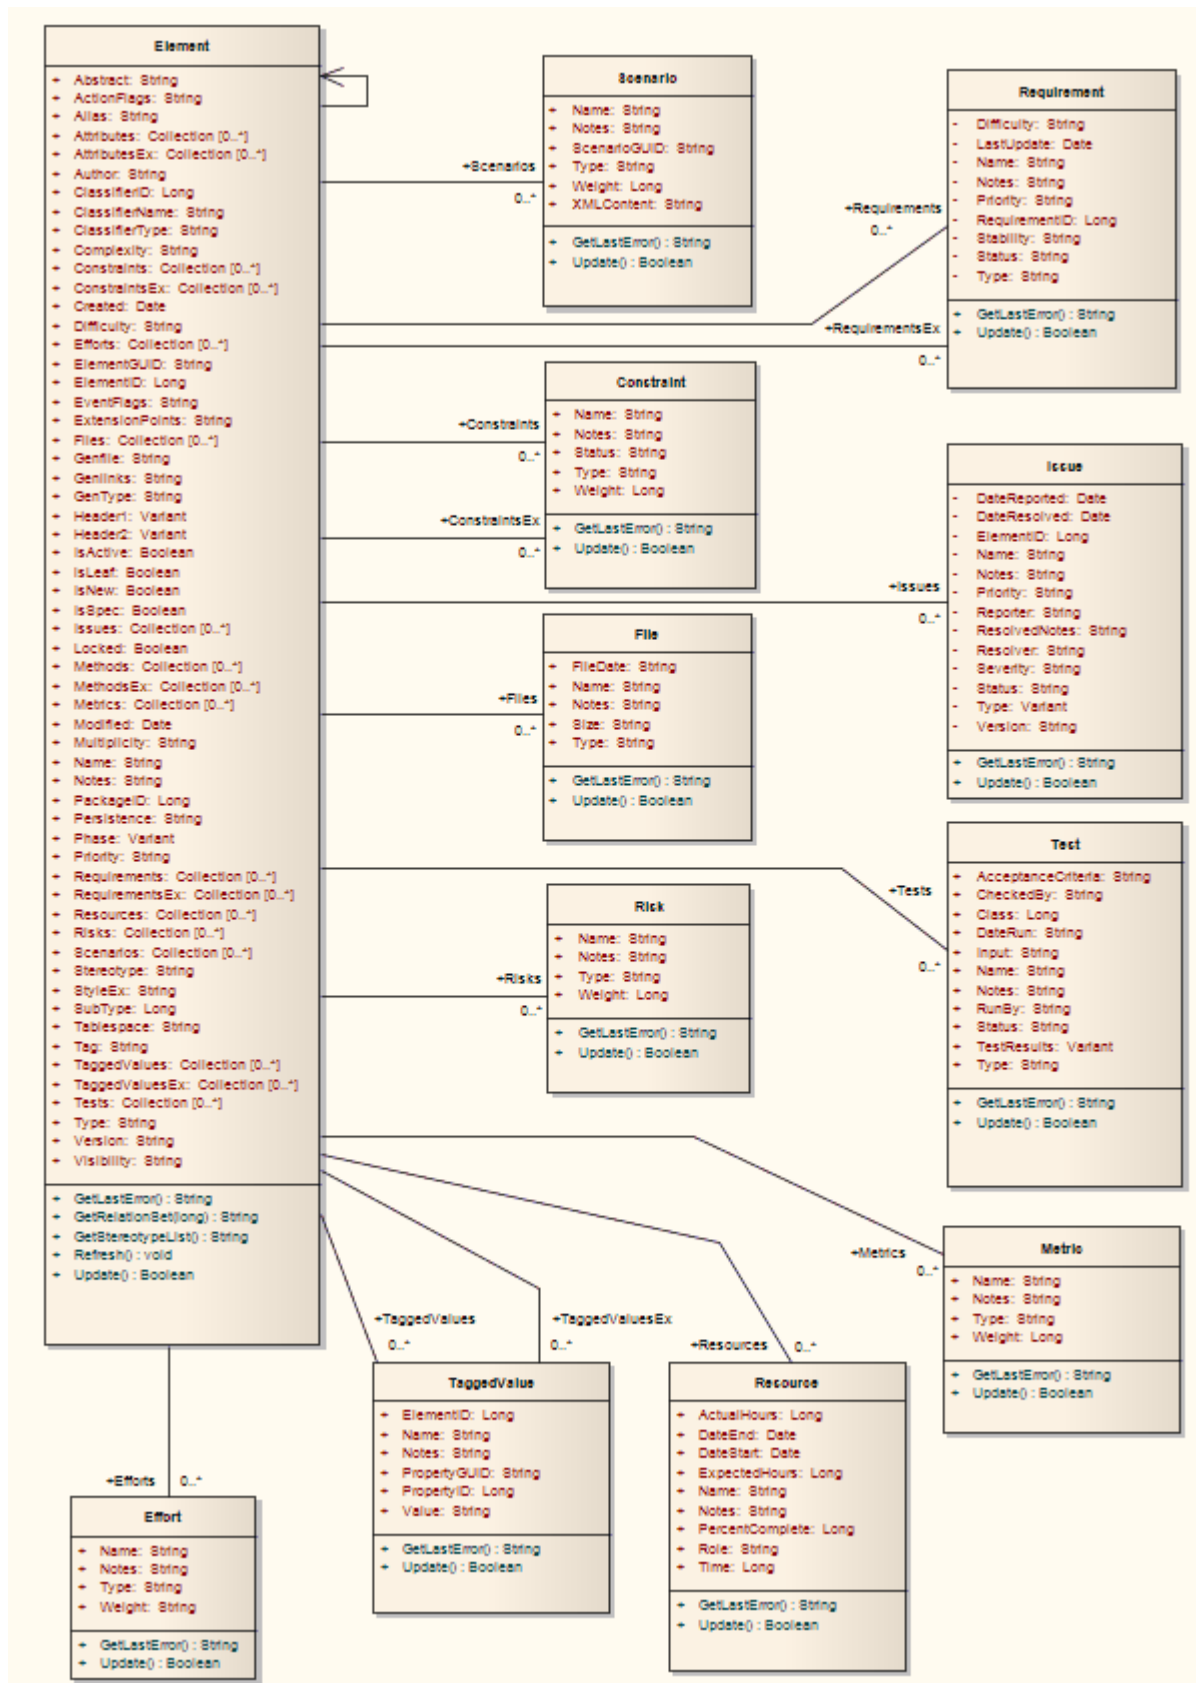 Element
+ Abstract: String
+ ActionFlags: String
+ Alias: String
+ Attributes: Collection [0..*]
+ AttributesEx: Collection [0..*]
+ Author: String
+ ClassifierID: Long
+ ClassifierName: String
+ ClassifierType: String
+ Complexity: String
+ Constraints: Collection [0..*]
+ ConstraintsEx: Collection [0..*]
+ Created: Date
+ Difficulty: String
+ Efforts: Collection [0..*]
+ ElementGUID: String
+ ElementID: Long
+ EventFlags: String
+ ExtensionPoints: String
+ Files: Collection [0..*]
+ Genfile: String
+ Genlinks: String
+ GenType: String
+ Header1: Variant
+ Header2: Variant
+ IsActive: Boolean
+ IsLeaf: Boolean
+ IsNew: Boolean
+ IsSpec: Boolean
+ Issues: Collection [0..*]
+ Locked: Boolean
+ Methods: Collection [0..*]
+ MethodsEx: Collection [0..*]
+ Metrics: Collection [0..*]
+ Modified: Date
+ Multiplicity: String
+ Name: String
+ Notes: String
+ PackageID: Long
+ Persistence: String
+ Phase: Variant
+ Priority: String
+ Requirements: Collection [0..*]
+ RequirementsEx: Collection [0..*]
+ Resources: Collection [0..*]
+ Risks: Collection [0..*]
+ Scenarios: Collection [0..*]
+ Stereotype: String
+ StyleEx: String
+ SubType: Long
+ Tablespace: String
+ Tag: String
+ TaggedValues: Collection [0..*]
+ TaggedValuesEx: Collection [0..*]
+ Tests: Collection [0..*]
+ Type: String
+ Version: String
+ Visibility: String
+ GetLastError() : String
+ GetRelationSet(long) : String
+ GetStereotypeList() : String
+ Refresh() : void
+ Update() : Boolean
+Scenarios
0..*
Scenario
+ Name: String
+ Notes: String
+ ScenarioGUID: String
+ Type: String
+ Weight: Long
+ XMLContent: String
+ GetLastError() : String
+ Update() : Boolean
+Requirements
0..*
+RequirementsEx
0..*
Requirement
- Difficulty: String
- LastUpdate: Date
- Name: String
- Notes: String
- Priority: String
- RequirementID: Long
- Stability: String
- Status: String
- Type: String
+ GetLastError() : String
+ Update() : Boolean
+Constraints
0..*
+ConstraintsEx
0..*
Constraint
+ Name: String
+ Notes: String
+ Status: String
+ Type: String
+ Weight: Long
+ GetLastError() : String
+ Update() : Boolean
+Issues
0..*
Issue
- DateReported: Date
- DateResolved: Date
- ElementID: Long
- Name: String
- Notes: String
- Priority: String
- Reporter: String
- ResolvedNotes: String
- Resolver: String
- Severity: String
- Status: String
- Type: Variant
- Version: String
+ GetLastError() : String
+ Update() : Boolean
+Files
0..*
File
+ FileDate: String
+ Name: String
+ Notes: String
+ Size: String
+ Type: String
+ GetLastError() : String
+ Update() : Boolean
+Tests
0..*
Test
+ AcceptanceCriteria: String
+ CheckedBy: String
+ Class: Long
+ DateRun: String
+ Input: String
+ Name: String
+ Notes: String
+ RunBy: String
+ Status: String
+ TestResults: Variant
+ Type: String
+ GetLastError() : String
+ Update() : Boolean
+Risks
0..*
Risk
+ Name: String
+ Notes: String
+ Type: String
+ Weight: Long
+ GetLastError() : String
+ Update() : Boolean
+Metrics
0..*
Metric
+ Name: String
+ Notes: String
+ Type: String
+ Weight: Long
+ GetLastError() : String
+ Update() : Boolean
+TaggedValues
0..*
+TaggedValuesEx
0..*
TaggedValue
+ ElementID: Long
+ Name: String
+ Notes: String
+ PropertyGUID: String
+ PropertyID: Long
+ Value: String
+ GetLastError() : String
+ Update() : Boolean
+Resources
0..*
Resource
+ ActualHours: Long
+ DateEnd: Date
+ DateStart: Date
+ ExpectedHours: Long
+ Name: String
+ Notes: String
+ PercentComplete: Long
+ Role: String
+ Time: Long
+ GetLastError() : String
+ Update() : Boolean
+Efforts
0..*
Effort
+ Name: String
+ Notes: String
+ Type: String
+ Weight: String
+ GetLastError() : String
+ Update() : Boolean